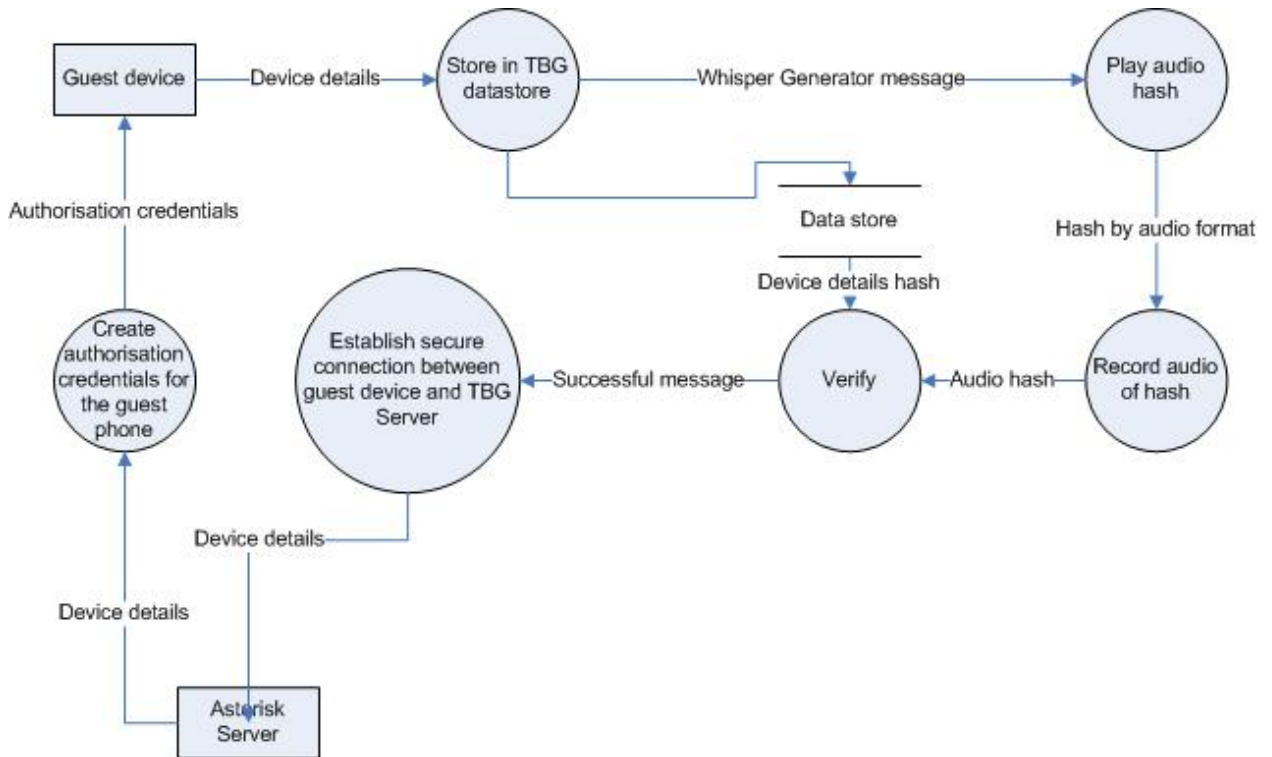 Guest device
Device details
Store in TBG
datastore
Whisper Generator message
Play audio
hash
Authorisation credentials
Data store
Hash by audio format
Device details hash
Create
authorisation
credentials for
the guest
phone
Establish secure
connection between
guest device and TBG
Server
Successful message
Verify
Audio hash
Record audio
of hash
Device details
Device details
Asterisk
Server